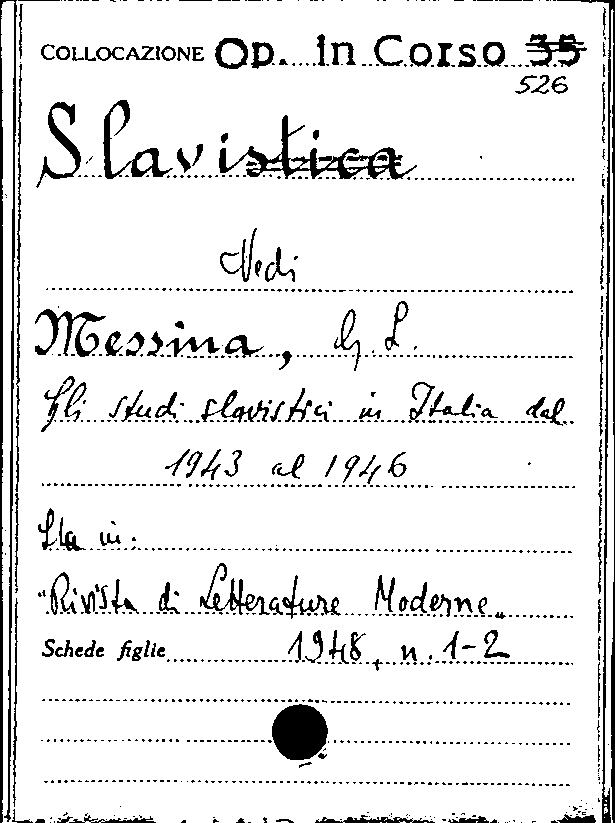 COLLOCAZIONE Op. in Corso 35
526
Slavistica
Vedi
Messina, G. L.
Gli studi slavistici in Italia dal
1943 al 1946
Sta in:
"Rivista di Letterature Moderne"
Schede figlie 1948, n. 1-2